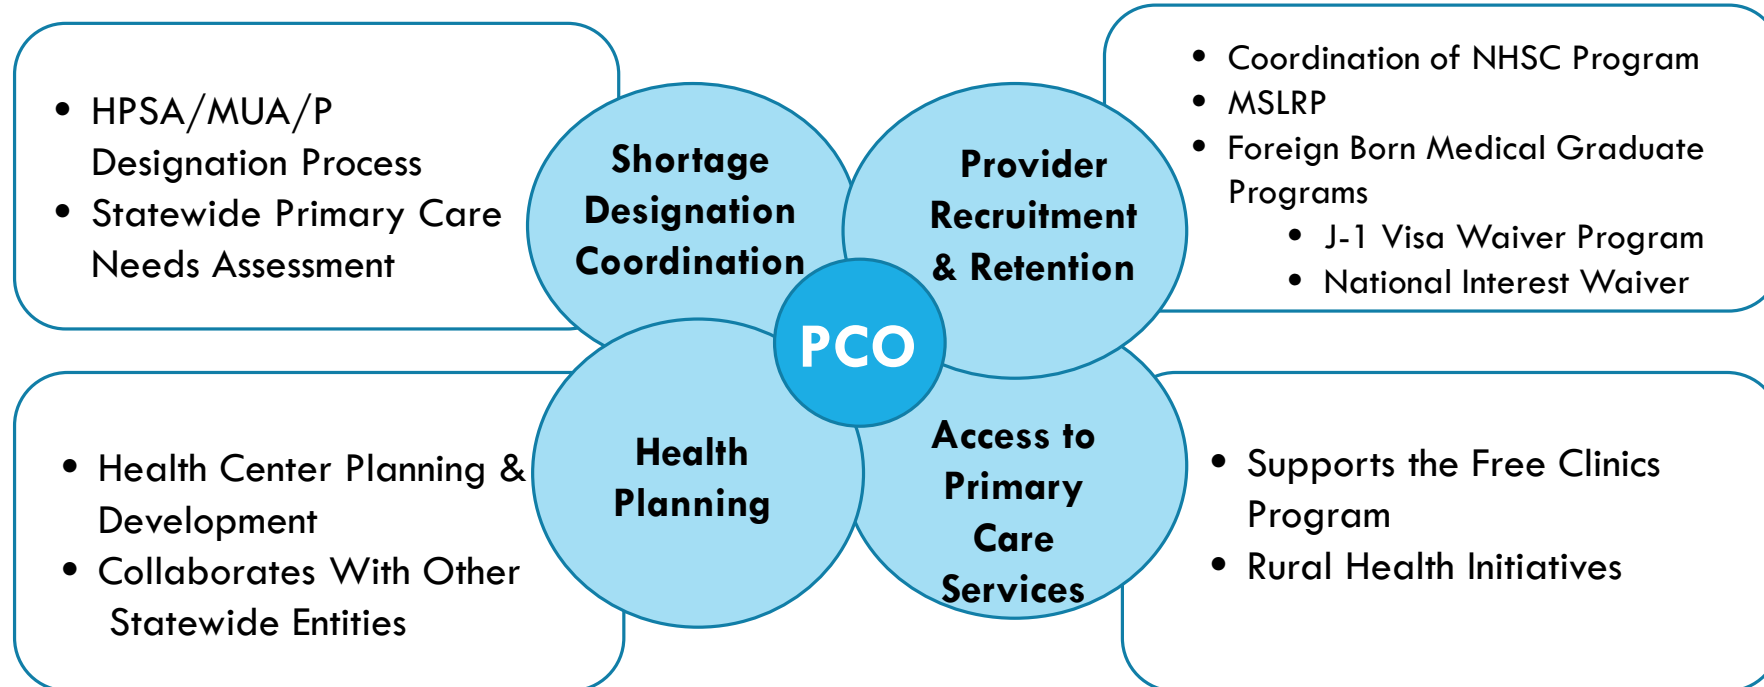 • HPSA/MUA/P
Designation Process
• Statewide Primary Care
Needs Assessment
Shortage
Designation
Coordination
Provider
Recruitment
& Retention
• Coordination of NHSC Program
• MSLRP
• Foreign Born Medical Graduate
Programs
• J-1 Visa Waiver Program
• National Interest Waiver
PCO
• Health Center Planning &
Development
• Collaborates With Other
Statewide Entities
Health
Planning
Access to
Primary
Care
Services
• Supports the Free Clinics
Program
• Rural Health Initiatives